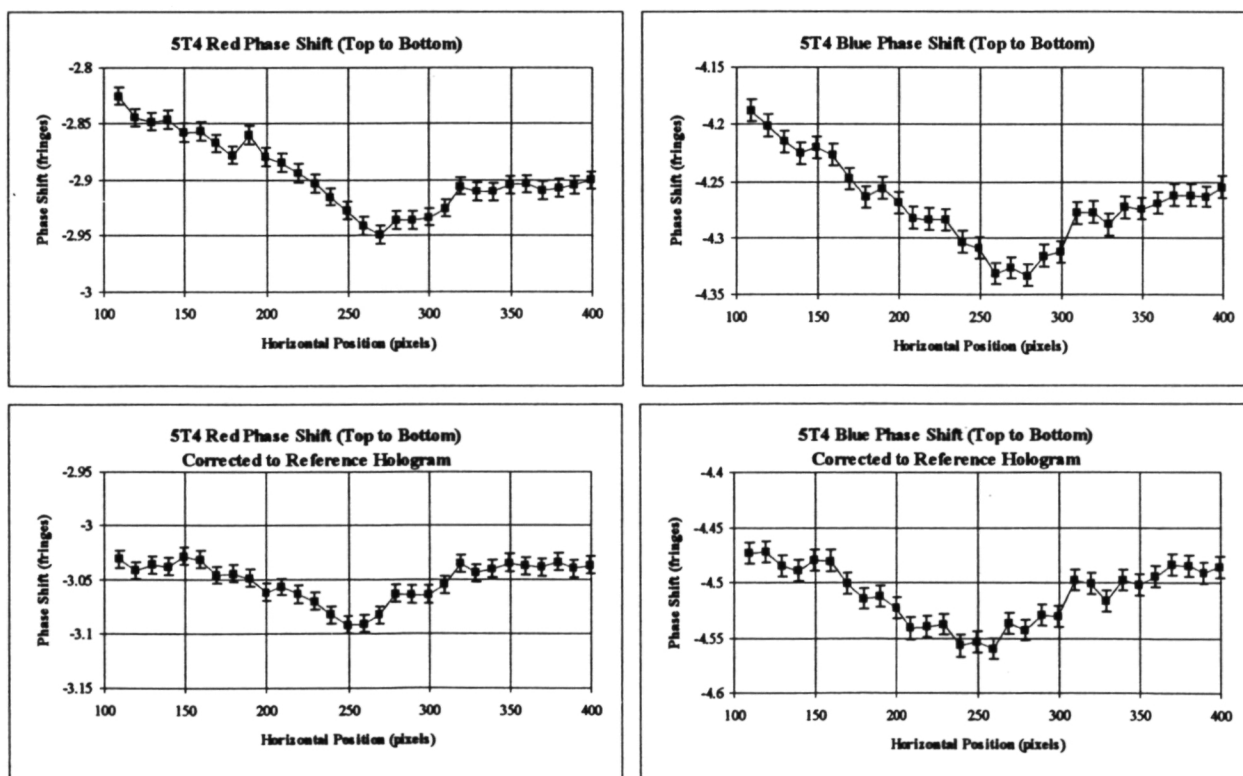 5T4 Red Phase Shift (Top to Bottom)
-2.8
-2.85
-2.9
-2.95
-3
Phase Shift (fringes)
100 150 200 250 300 350 400
Horizontal Position (pixels)
5T4 Blue Phase Shift (Top to Bottom)
-4.15
-4.2
-4.25
-4.3
-4.35
Phase Shift (fringes)
100 150 200 250 300 350 400
Horizontal Position (pixels)
5T4 Red Phase Shift (Top to Bottom)
Corrected to Reference Hologram
-2.95
-3
-3.05
-3.1
-3.15
Phase Shift (fringes)
100 150 200 250 300 350 400
Horizontal Position (pixels)
5T4 Blue Phase Shift (Top to Bottom)
Corrected to Reference Hologram
-4.4
-4.45
-4.5
-4.55
-4.6
Phase Shift (fringes)
100 150 200 250 300 350 400
Horizontal Position (pixels)